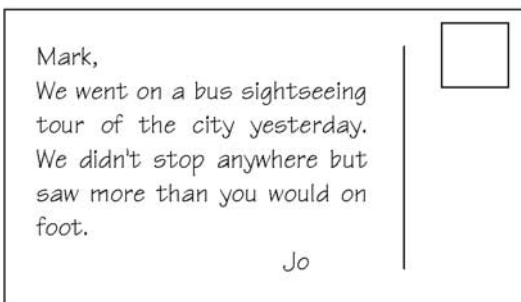 Mark,
We went on a bus sightseeing
tour of the city yesterday.
We didn't stop anywhere but
saw more than you would on
foot.
Jo